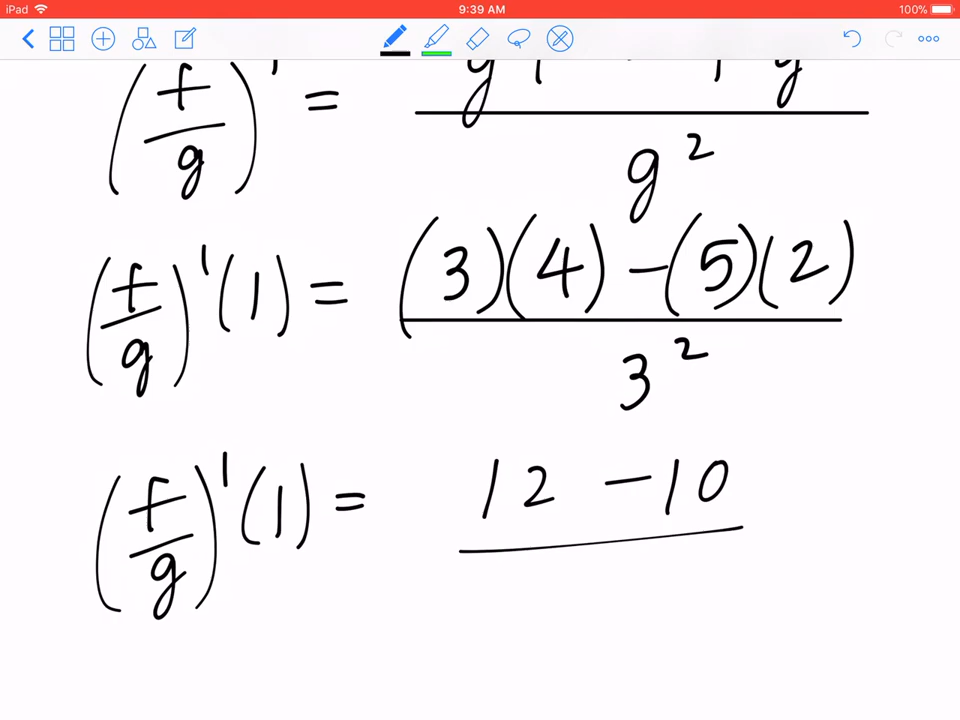 iPad 9:39 AM 100%
(f/g)' = / g²
(f/g)'(1) = (3)(4) - (5)(2) / 3²
(f/g)'(1) = 12 - 10